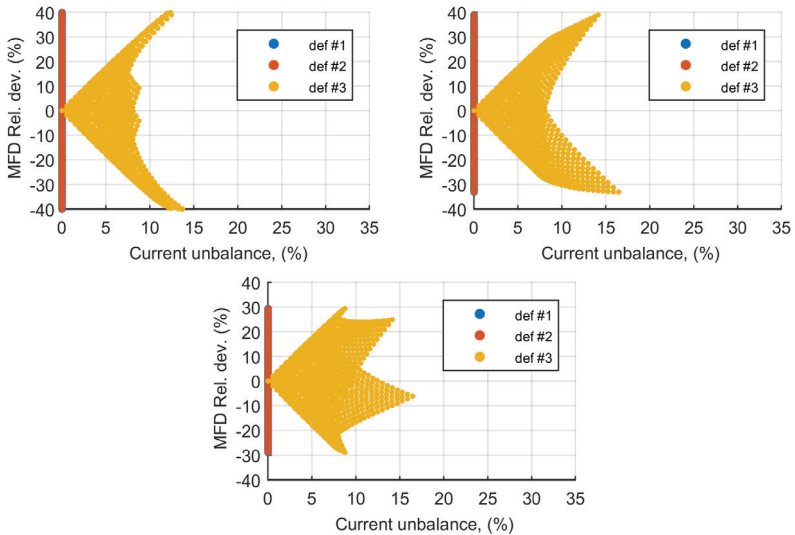 40
30
20
10
0
-10
-20
-30
-40
MFD Rel. dev. (%)
0 5 10 15 20 25 30 35
Current unbalance, (%)
def #1
def #2
def #3
40
30
20
10
0
-10
-20
-30
-40
MFD Rel. dev. (%)
0 5 10 15 20 25 30 35
Current unbalance, (%)
def #1
def #2
def #3
40
30
20
10
0
-10
-20
-30
-40
MFD Rel. dev. (%)
0 5 10 15 20 25 30 35
Current unbalance, (%)
def #1
def #2
def #3